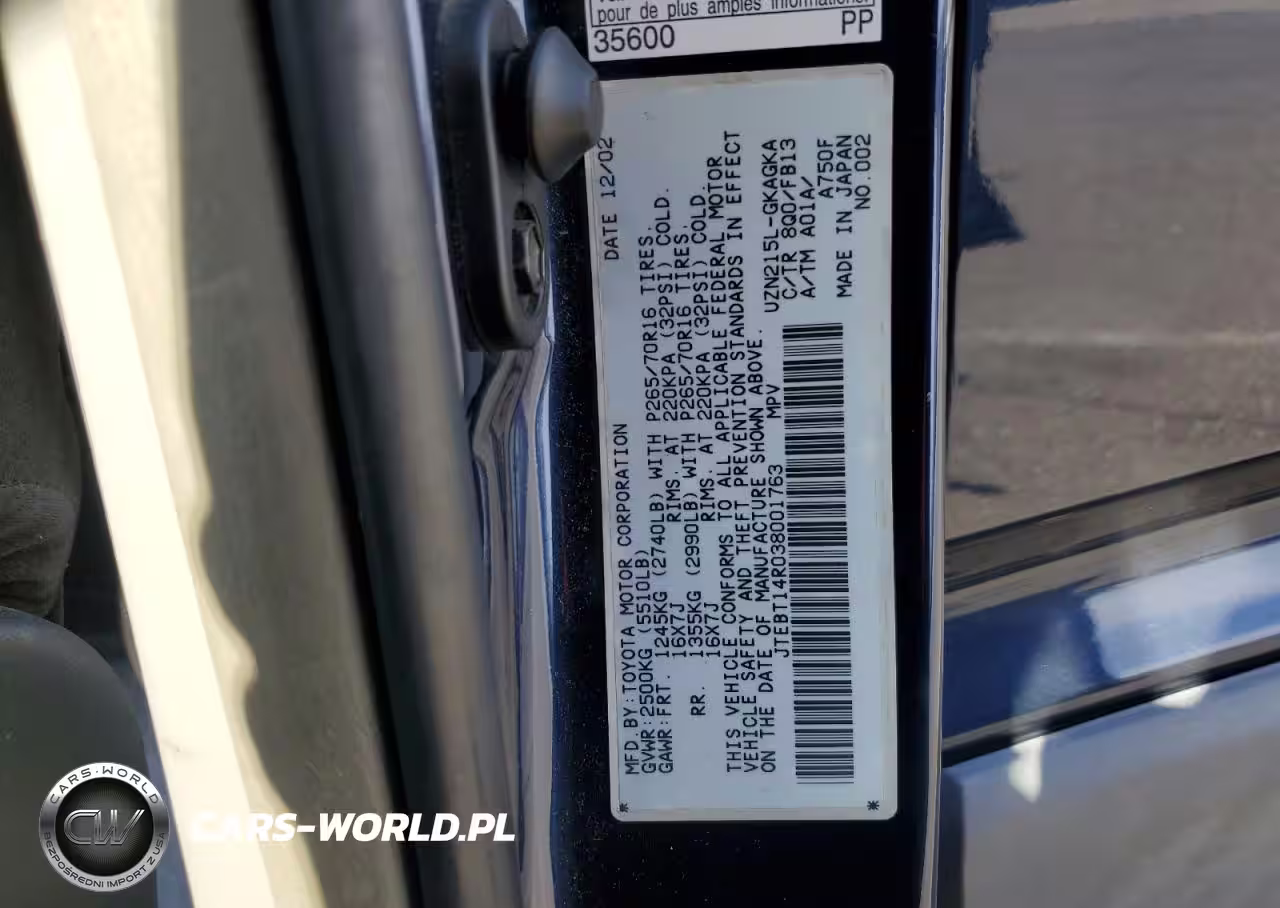 pour de plus amples informations.
35600 PP
DATE 12/02
MFD.BY:TOYOTA MOTOR CORPORATION
GVWR:2500KG (5510LB)
GAWR:FRT. 1245KG (2740LB) WITH P265/70R16 TIRES.
16X7J RIMS. AT 220KPA (32PSI) COLD.
RR. 1355KG (2990LB) WITH P265/70R16 TIRES.
16X7J RIMS. AT 220KPA (32PSI) COLD.
THIS VEHICLE CONFORMS TO ALL APPLICABLE FEDERAL MOTOR
VEHICLE SAFETY AND THEFT PREVENTION STANDARDS IN EFFECT
ON THE DATE OF MANUFACTURE SHOWN ABOVE.
JTEBT14R038001763 MPV
UZN215L-GKAGKA
C/TR 8Q0/FB13
A/TM A01A/
A750F
MADE IN JAPAN
NO.002
* *
CARS-WORLD
CW
BEZPOŚREDNI IMPORT Z USA
CARS-WORLD.PL